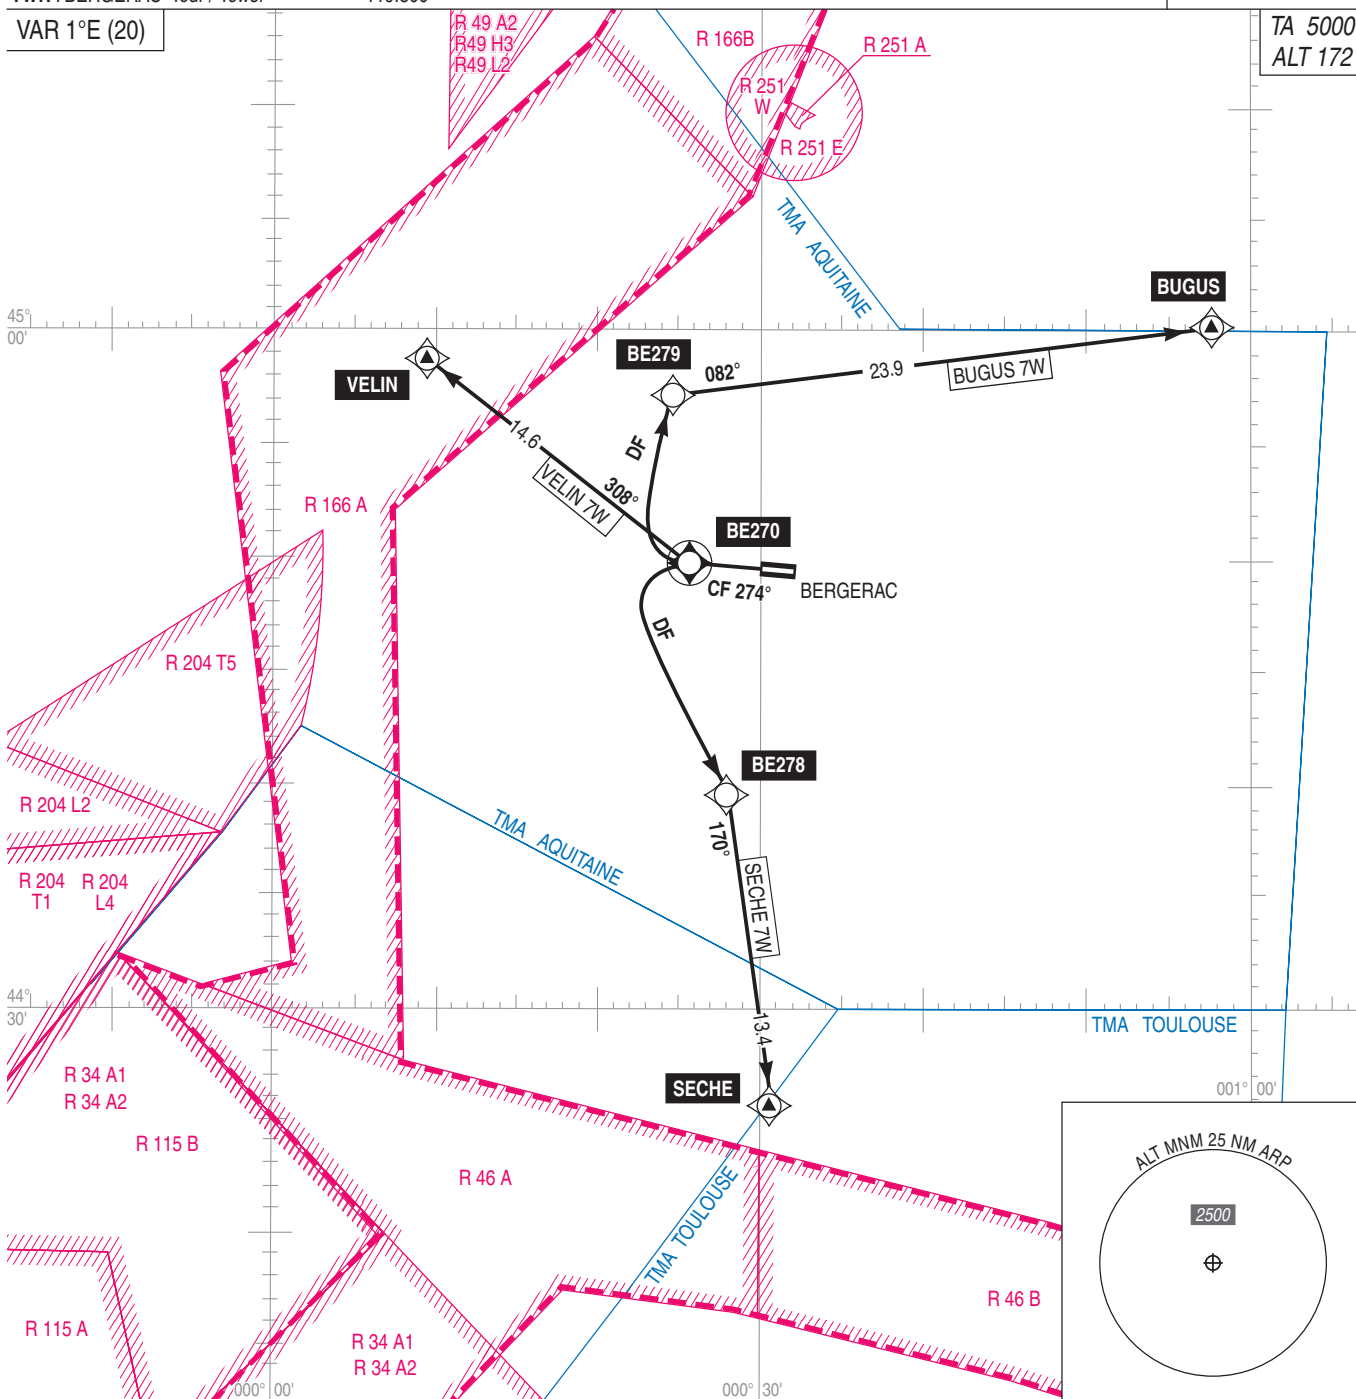 VAR 1°E (20)
TA 5000
ALT 172
R 49 A2
R49 H3
R49 L2
R 166B
R 251 A
R 251
W
R 251 E
TMA AQUITAINE
BUGUS
45°
00'
BE279
VELIN
082°
23.9
BUGUS 7W
14.6
DF
VELIN 7W
308°
R 166 A
BE270
CF 274°
BERGERAC
DF
R 204 T5
BE278
R 204 L2
TMA AQUITAINE
170°
R 204
T1
R 204
L4
SECHE 7W
44°
30'
13.4
TMA TOULOUSE
R 34 A1
R 34 A2
SECHE
001° 00'
R 115 B
ALT MNM 25 NM ARP
R 46 A
2500
TMA TOULOUSE
R 46 B
R 115 A
R 34 A1
R 34 A2
000° 00'
000° 30'